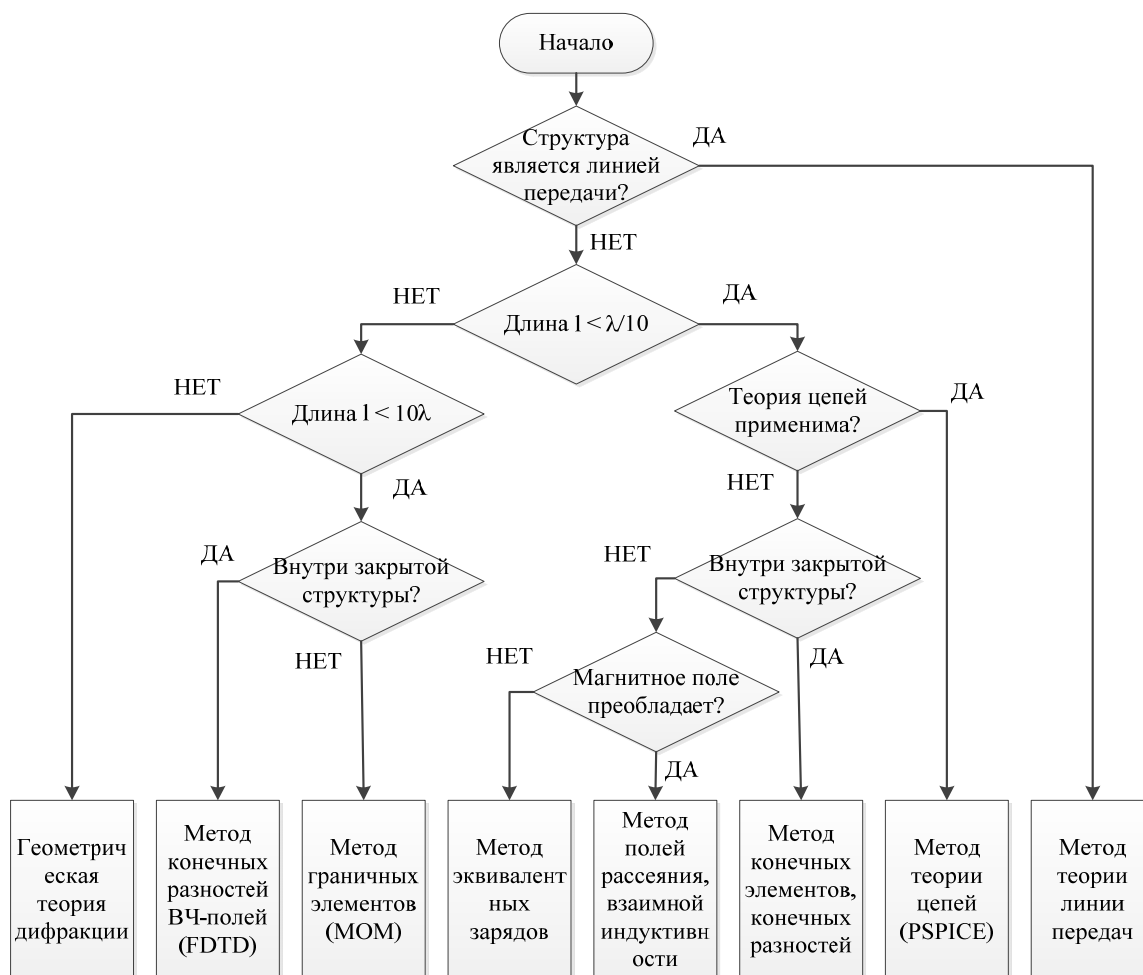 Начало
Структура
является линией
передачи?
ДА
НЕТ
НЕТ
Длина l < λ/10
ДА
НЕТ
Длина l < 10λ
Теория цепей
применима?
ДА
ДА
НЕТ
ДА
Внутри закрытой
структуры?
НЕТ
Внутри закрытой
структуры?
НЕТ
НЕТ
Магнитное поле
преобладает?
ДА
ДА
Геометрич
еская
теория
дифракции
Метод
конечных
разностей
ВЧ-полей
(FDTD)
Метод
граничных
элементов
(MOM)
Метод
эквивалент
ных
зарядов
Метод
полей
рассеяния,
взаимной
индуктивн
ости
Метод
конечных
элементов,
конечных
разностей
Метод
теории
цепей
(PSPICE)
Метод
теории
линии
передач